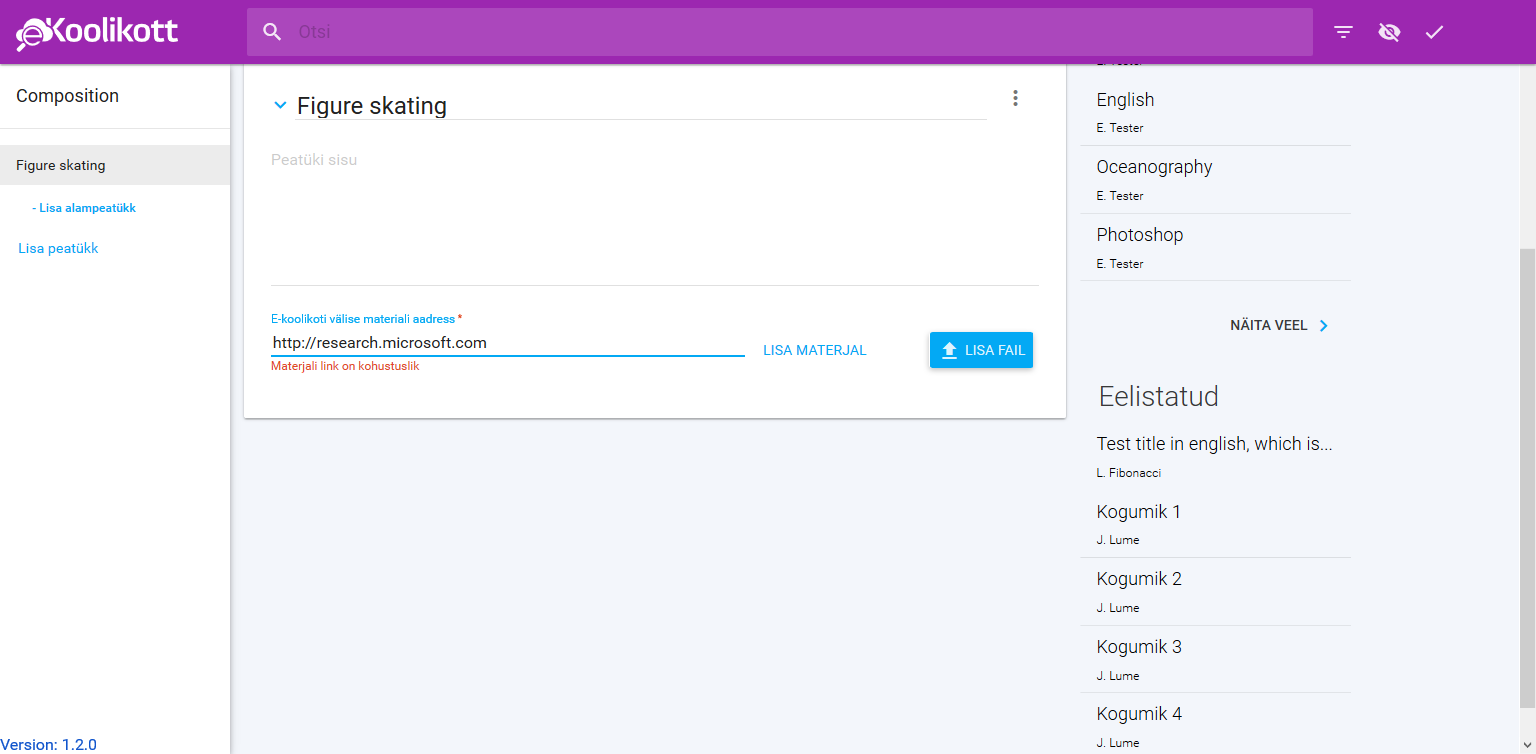 eKoolikott
Otsi
Composition
Figure skating
- Lisa alampeatükk
Lisa peatükk
Version: 1.2.0
Figure skating
Peatüki sisu
E-koolikoti välise materiali aadress *
http://research.microsoft.com
Materjali link on kohustuslik
LISA MATERJAL
LISA FAIL
E. Tester
English
E. Tester
Oceanography
E. Tester
Photoshop
E. Tester
NÄITA VEEL
Eelistatud
Test title in english, which is...
L. Fibonacci
Kogumik 1
J. Lume
Kogumik 2
J. Lume
Kogumik 3
J. Lume
Kogumik 4
J. Lume